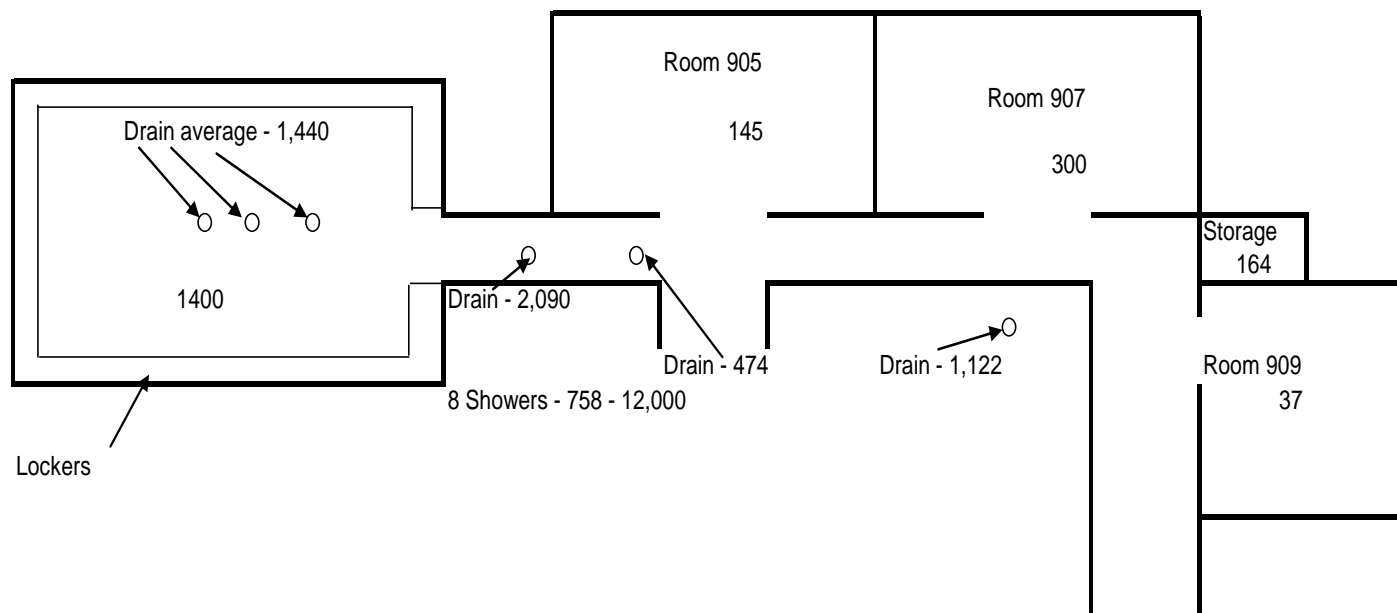 Room 905
145
Room 907
300
Drain average - 1,440
1400
Storage
164
Drain - 2,090
Drain - 474
Drain - 1,122
Room 909
37
8 Showers - 758 - 12,000
Lockers